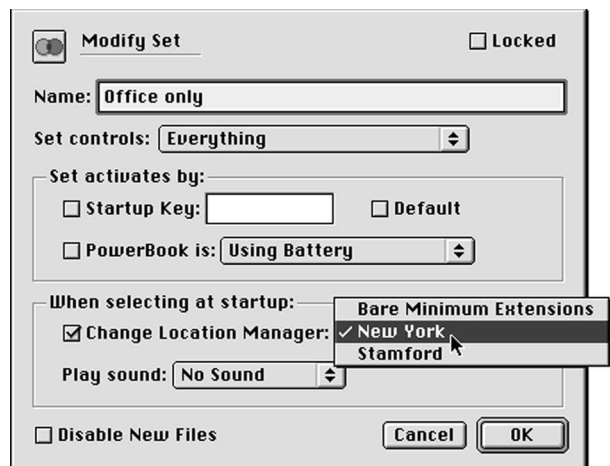 Modify Set
Locked
Name: Office only
Set controls: Everything
Set activates by:
Startup Key:
Default
PowerBook is: Using Battery
When selecting at startup:
Bare Minimum Extensions
Change Location Manager: ✓ New York
Stamford
Play sound: No Sound
Disable New Files
Cancel
OK